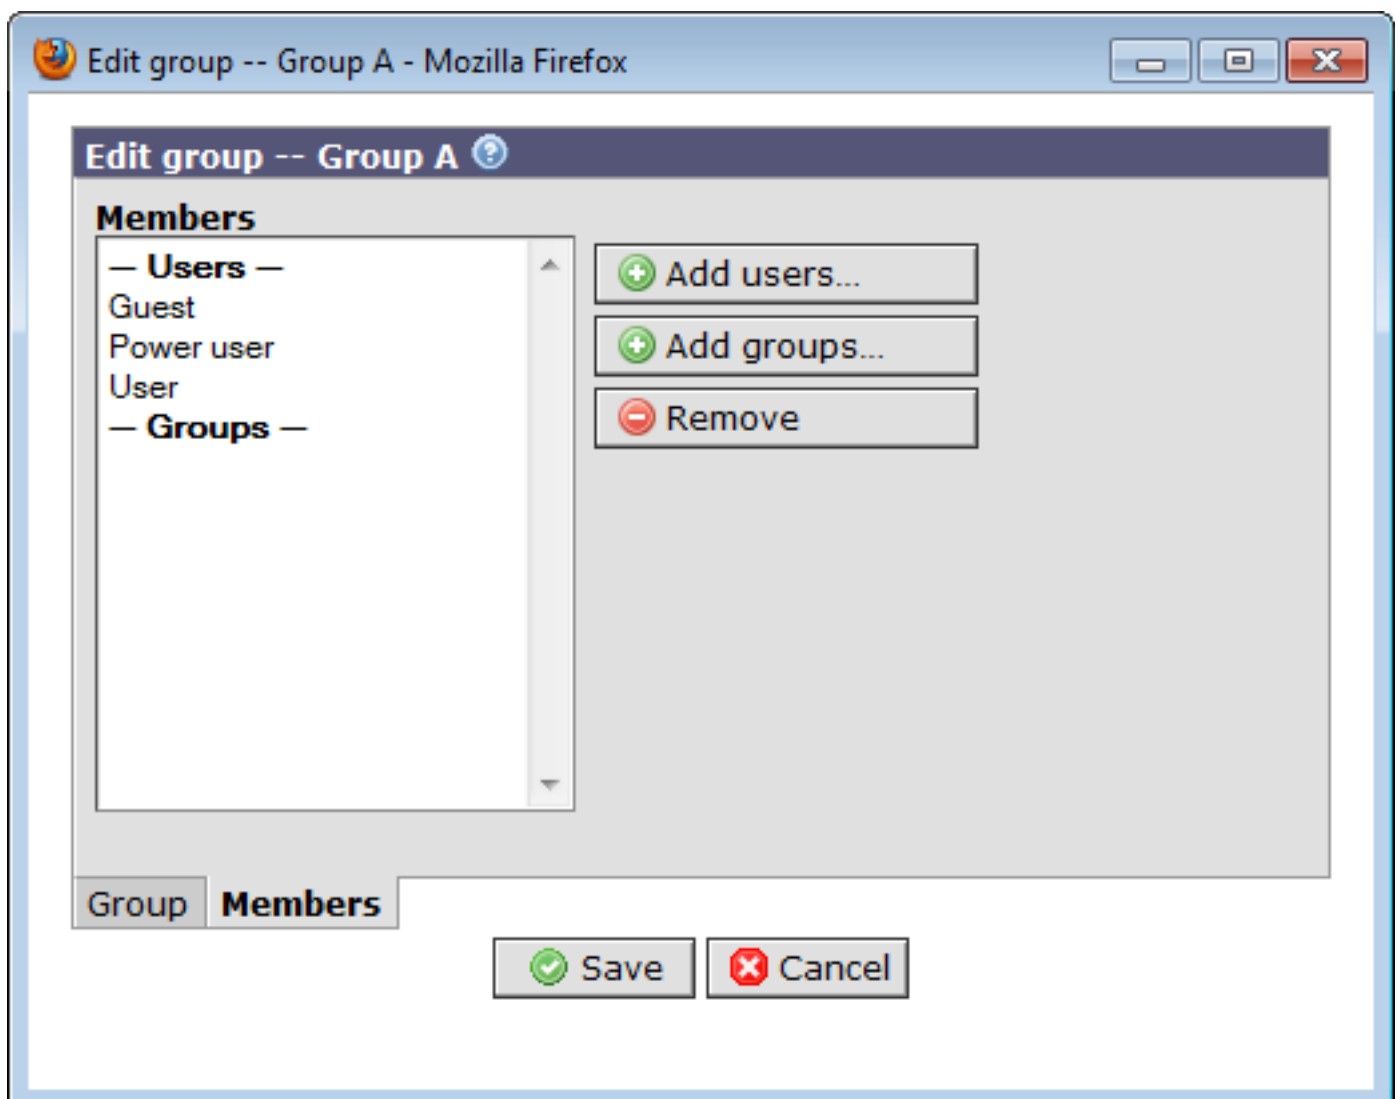 Edit group -- Group A - Mozilla Firefox
Edit group -- Group A
Members
— Users —
Guest
Power user
User
— Groups —
Add users...
Add groups...
Remove
Group Members
Save Cancel